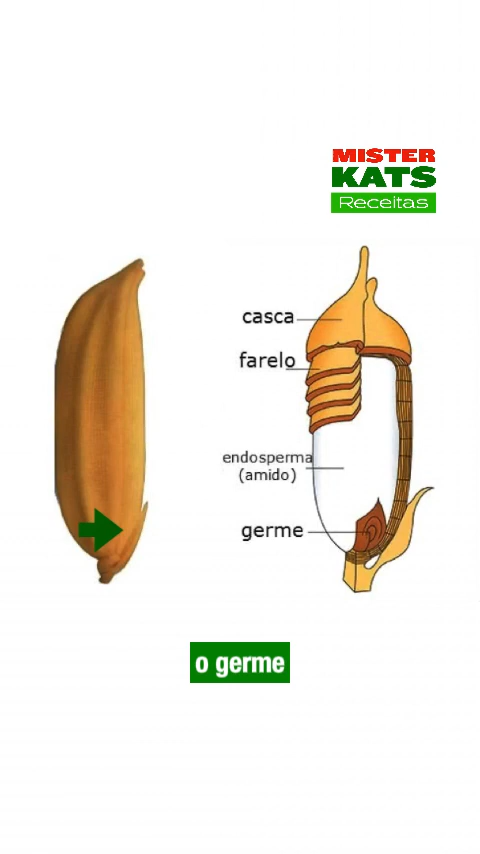 MISTER
KATS
Receitas
casca
farelo
endosperma
(amido)
germe
o germe